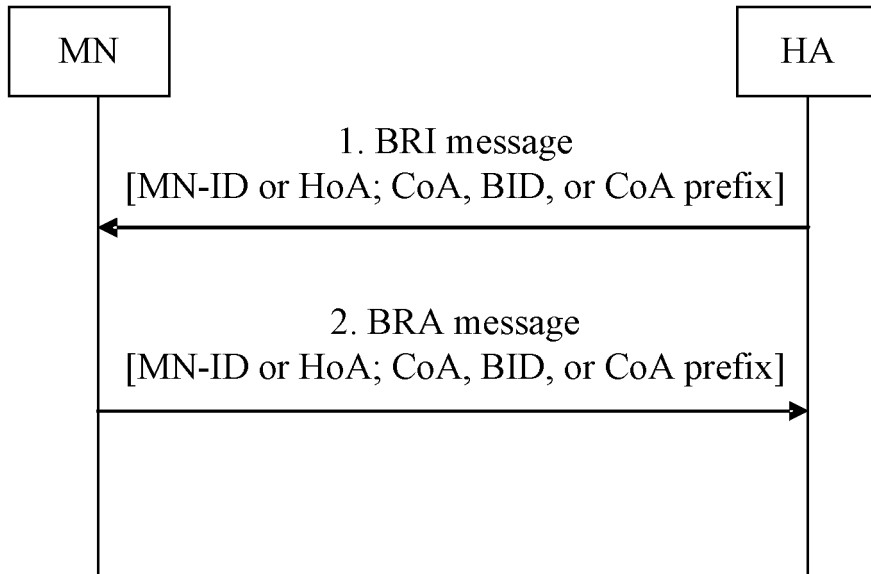 MN
HA
1. BRI message
[MN-ID or HoA; CoA, BID, or CoA prefix]
2. BRA message
[MN-ID or HoA; CoA, BID, or CoA prefix]